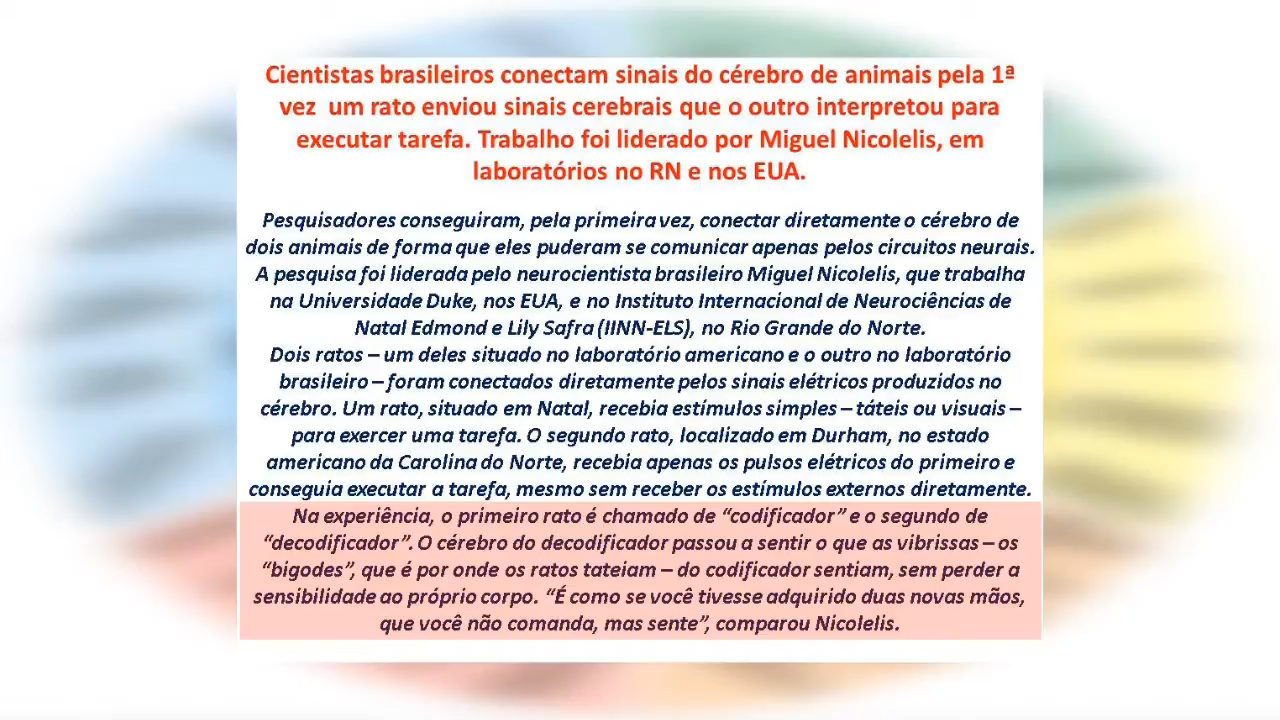 Cientistas brasileiros conectam sinais do cérebro de animais pela 1ª
vez um rato enviou sinais cerebrais que o outro interpretou para
executar tarefa. Trabalho foi liderado por Miguel Nicolelis, em
laboratórios no RN e nos EUA.
Pesquisadores conseguiram, pela primeira vez, conectar diretamente o cérebro de
dois animais de forma que eles puderam se comunicar apenas pelos circuitos neurais.
A pesquisa foi liderada pelo neurocientista brasileiro Miguel Nicolelis, que trabalha
na Universidade Duke, nos EUA, e no Instituto Internacional de Neurociências de
Natal Edmond e Lily Safra (IINN-ELS), no Rio Grande do Norte.
Dois ratos – um deles situado no laboratório americano e o outro no laboratório
brasileiro – foram conectados diretamente pelos sinais elétricos produzidos no
cérebro. Um rato, situado em Natal, recebia estímulos simples – táteis ou visuais –
para exercer uma tarefa. O segundo rato, localizado em Durham, no estado
americano da Carolina do Norte, recebia apenas os pulsos elétricos do primeiro e
conseguia executar a tarefa, mesmo sem receber os estímulos externos diretamente.
Na experiência, o primeiro rato é chamado de “codificador” e o segundo de
“decodificador”. O cérebro do decodificador passou a sentir o que as vibrissas – os
“bigodes”, que é por onde os ratos tateiam – do codificador sentiam, sem perder a
sensibilidade ao próprio corpo. “É como se você tivesse adquirido duas novas mãos,
que você não comanda, mas sente”, comparou Nicolelis.